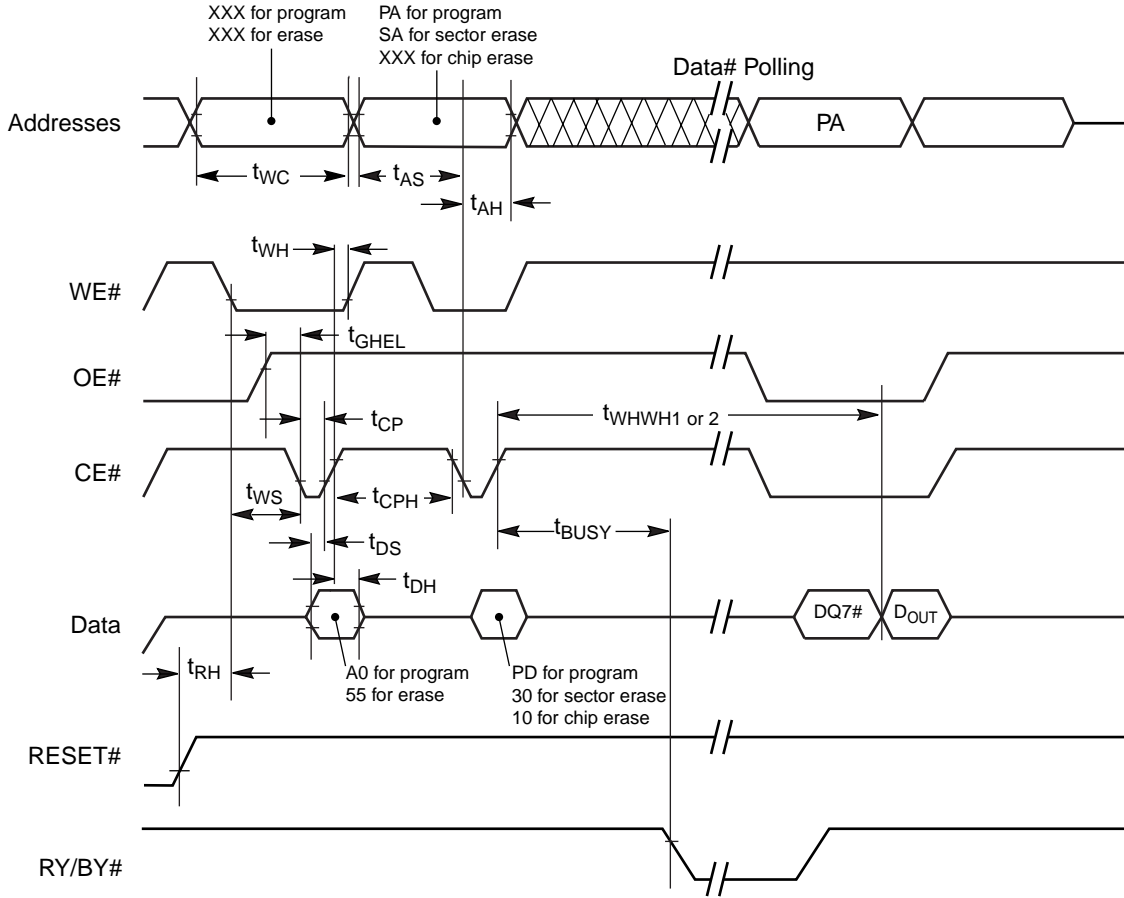 XXX for program
XXX for erase
PA for program
SA for sector erase
XXX for chip erase
Data# Polling
Addresses
PA
tWC
tAS
tAH
tWH
WE#
tGHEL
OE#
tCP
tWHWH1 or 2
CE#
tWS
tCPH
tBUSY
tDS
tDH
Data
DQ7#
DOUT
tRH
A0 for program
55 for erase
PD for program
30 for sector erase
10 for chip erase
RESET#
RY/BY#